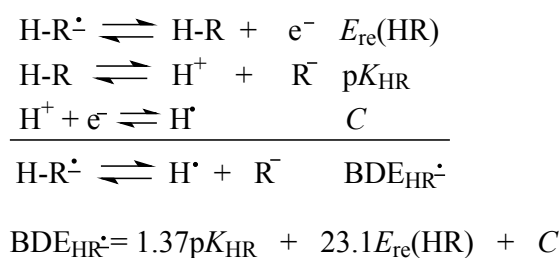 H-R•⁻ ⇌ H-R + e⁻ E_re(HR)
H-R ⇌ H⁺ + R⁻ pK_HR
H⁺ + e⁻ ⇌ H• C
H-R•⁻ ⇌ H• + R⁻ BDE_HR•⁻
BDE_HR•⁻ = 1.37pK_HR + 23.1E_re(HR) + C